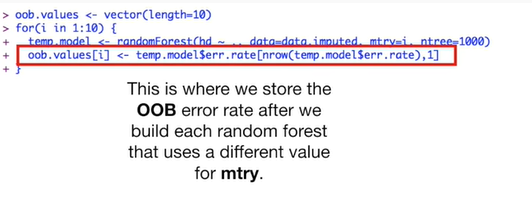 > oob.values <- vector(length=10)
> for(i in 1:10) {
+ temp.model <- randomForest(hd ~ ., data=data.imputed, mtry=i, ntree=1000)
+ oob.values[i] <- temp.model$err.rate[nrow(temp.model$err.rate),1]
+ }
This is where we store the
OOB error rate after we
build each random forest
that uses a different value
for mtry.